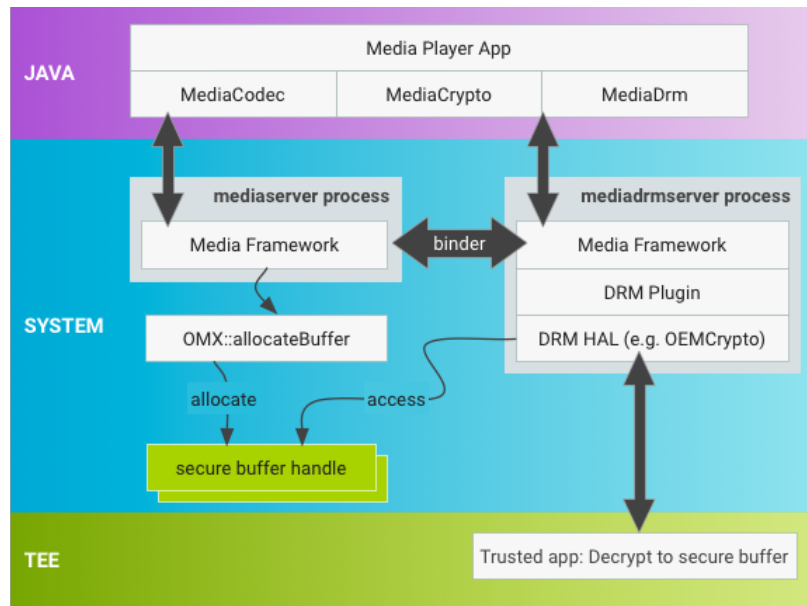 JAVA
Media Player App
MediaCodec
MediaCrypto
MediaDrm
SYSTEM
mediaserver process
Media Framework
binder
mediadrmserver process
Media Framework
DRM Plugin
DRM HAL (e.g. OEMCrypto)
OMX::allocateBuffer
allocate
access
secure buffer handle
TEE
Trusted app: Decrypt to secure buffer